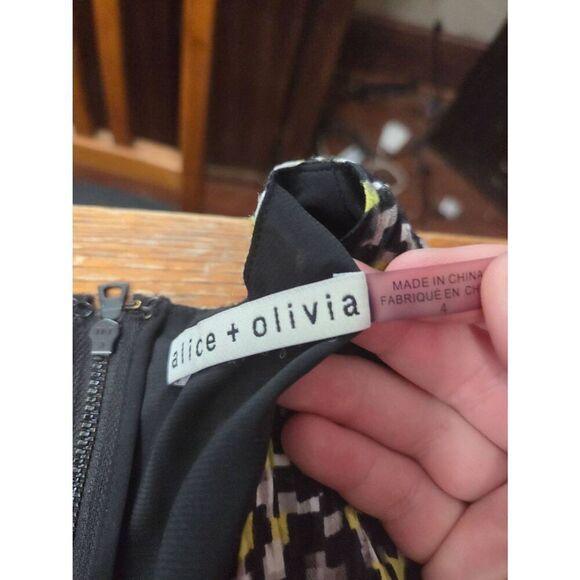 alice + olivia
MADE IN CHINA
FABRIQUÉ EN CH
4